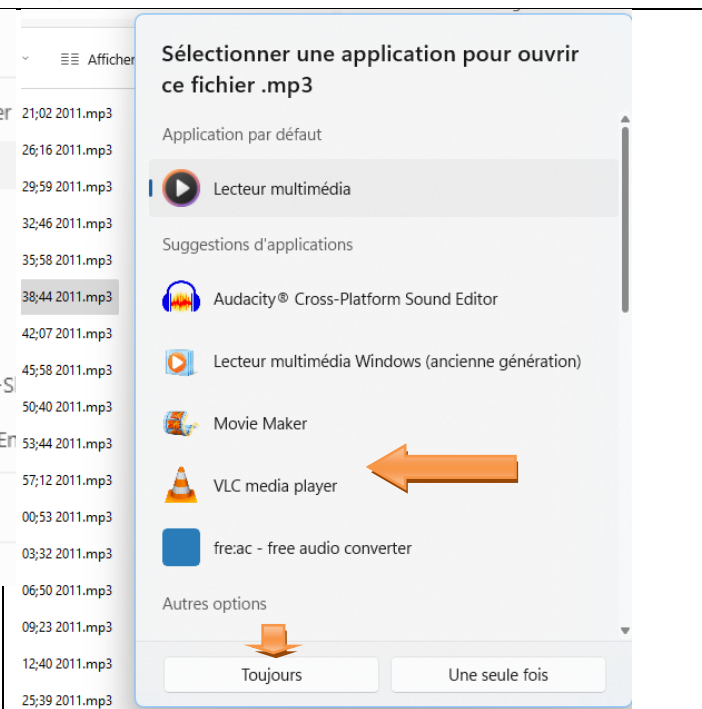 Afficher
er
21;02 2011.mp3
26;16 2011.mp3
29;59 2011.mp3
32;46 2011.mp3
35;58 2011.mp3
38;44 2011.mp3
42;07 2011.mp3
45;58 2011.mp3
-S
50;40 2011.mp3
En
53;44 2011.mp3
57;12 2011.mp3
00;53 2011.mp3
03;32 2011.mp3
06;50 2011.mp3
09;23 2011.mp3
12;40 2011.mp3
25;39 2011.mp3
Sélectionner une application pour ouvrir
ce fichier .mp3
Application par défaut
Lecteur multimédia
Suggestions d'applications
Audacity® Cross-Platform Sound Editor
Lecteur multimédia Windows (ancienne génération)
Movie Maker
VLC media player
fre:ac - free audio converter
Autres options
Toujours
Une seule fois